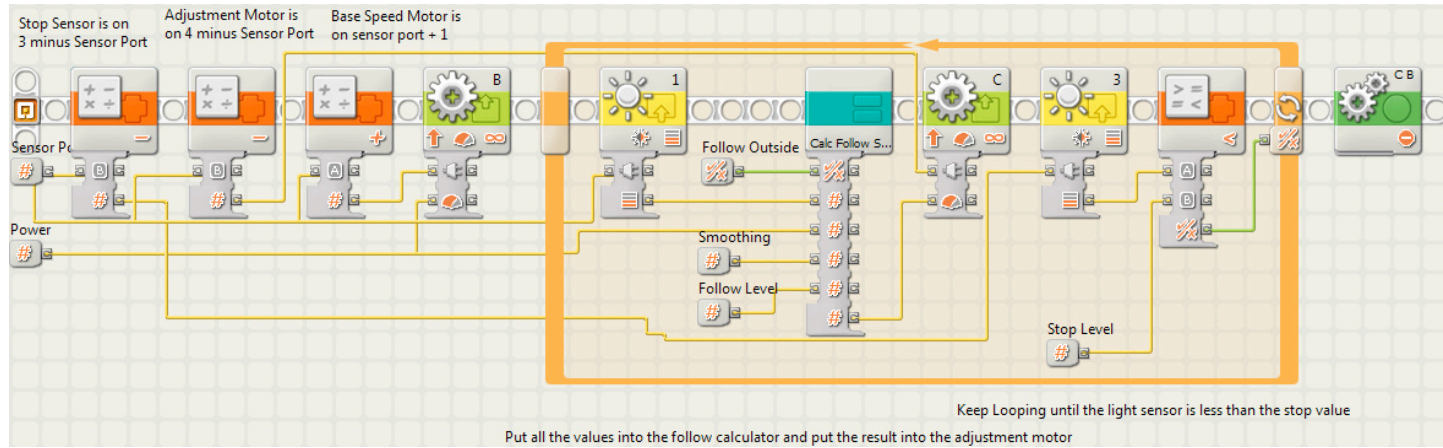 Stop Sensor is on
3 minus Sensor Port
Adjustment Motor is
on 4 minus Sensor Port
Base Speed Motor is
on sensor port + 1
B
1
C
3
C B
Sensor Po
Calc Follow S...
Follow Outside
A
B
Power
Smoothing
Follow Level
Stop Level
Keep Looping until the light sensor is less than the stop value
Put all the values into the follow calculator and put the result into the adjustment motor